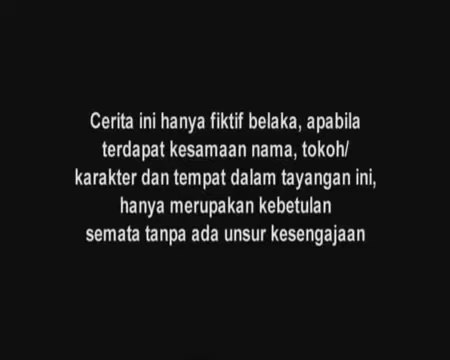 Cerita ini hanya fiktif belaka, apabila
terdapat kesamaan nama, tokoh/
karakter dan tempat dalam tayangan ini,
hanya merupakan kebetulan
semata tanpa ada unsur kesengajaan